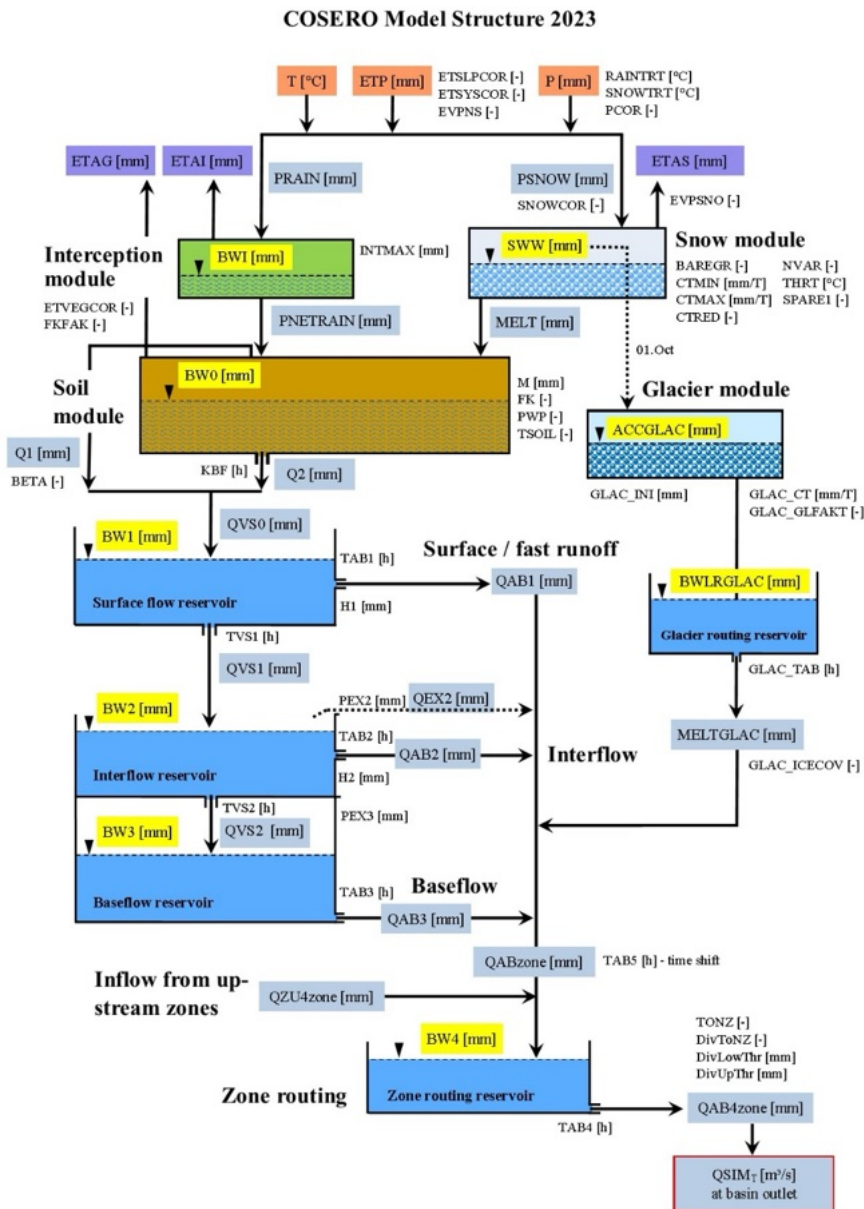 COSERO Model Structure 2023
T [°C]
ETP [mm]
ETSLPCOR [-]
ETSYSCOR [-]
EVPNS [-]
P [mm]
RAINTRT [°C]
SNOWTRT [°C]
PCOR [-]
ETAG [mm]
ETAI [mm]
PRAIN [mm]
PSNOW [mm]
SNOWCOR [-]
ETAS [mm]
EVPSNO [-]
Interception
module
ETVEGCOR [-]
FKFAK [-]
BWI [mm]
INTMAX [mm]
SWW [mm]
Snow module
BAREGR [-]
NVAR [-]
CTMIN [mm/T]
THRT [°C]
CTMAX [mm/T]
SPARE1 [-]
CTRED [-]
PNETRAIN [mm]
MELT [mm]
01.Oct
Soil
module
BW0 [mm]
M [mm]
FK [-]
PWP [-]
TSOIL [-]
Glacier module
ACCGLAC [mm]
GLAC_INI [mm]
GLAC_CT [mm/T]
GLAC_GLFAKT [-]
Q1 [mm]
BETA [-]
KBF [h]
Q2 [mm]
QVS0 [mm]
BW1 [mm]
Surface flow reservoir
TAB1 [h]
H1 [mm]
TVS1 [h]
Surface / fast runoff
QAB1 [mm]
BWLRGLAC [mm]
Glacier routing reservoir
GLAC_TAB [h]
QVS1 [mm]
BW2 [mm]
PEX2 [mm]
QEX2 [mm]
Interflow reservoir
TAB2 [h]
QAB2 [mm]
H2 [mm]
Interflow
MELTGLAC [mm]
GLAC_ICECOV [-]
TVS2 [h]
QVS2 [mm]
PEX3 [mm]
BW3 [mm]
Baseflow reservoir
TAB3 [h]
Baseflow
QAB3 [mm]
QABzone [mm]
TAB5 [h] - time shift
Inflow from up-
stream zones
QZU4zone [mm]
BW4 [mm]
Zone routing
Zone routing reservoir
TAB4 [h]
TONZ [-]
DivToNZ [-]
DivLowThr [mm]
DivUpThr [mm]
QAB4zone [mm]
QSIMT [m³/s]
at basin outlet